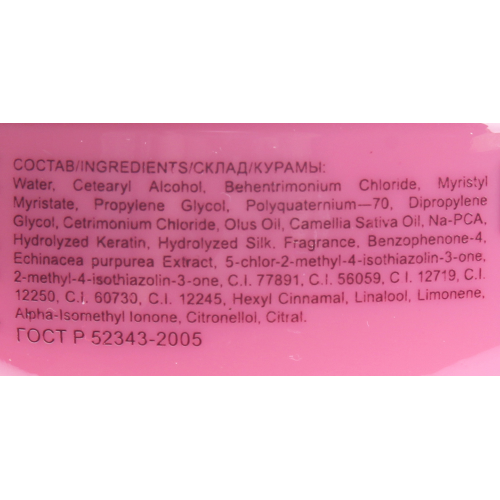 СОСТАВ/INGREDIENTS/СКЛАД/КУРАМЫ:
Water, Cetearyl Alcohol, Behentrimonium Chloride, Myristyl
Myristate, Propylene Glycol, Polyquaternium—70, Dipropylene
Glycol, Cetrimonium Chloride, Olus Oil, Camellia Sativa Oil, Na-PCA,
Hydrolyzed Keratin, Hydrolyzed Silk. Fragrance. Benzophenone-4,
Echinacea purpurea Extract, 5-chlor-2-methyl-4-isothiazolin-3-one,
2-methyl-4-isothiazolin-3-one, C.I. 77891, C.I. 56059, C.I. 12719, C.I.
12250, C.I. 60730, C.I. 12245, Hexyl Cinnamal, Linalool, Limonene,
Alpha-Isomethyl Ionone, Citronellol, Citral.
ГОСТ Р 52343-2005